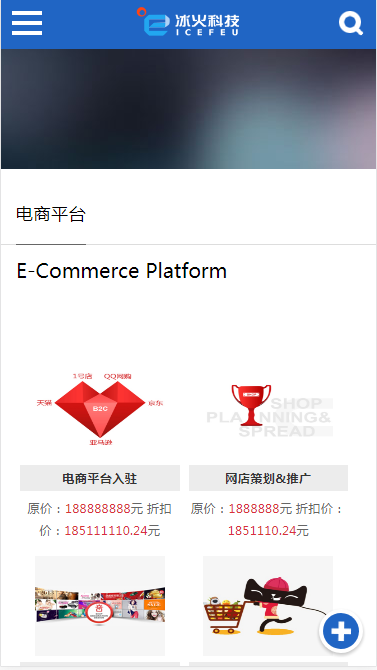 冰火科技
ICEFEU
电商平台
E-Commerce Platform
1号店 QQ网购
天猫 B2C 京东
亚马逊
SHOP
PLANNING&
SPREAD
电商平台入驻
网店策划&推广
原价：188888888元 折扣
价：185111110.24元
原价：1888888元 折扣价：
1851110.24元